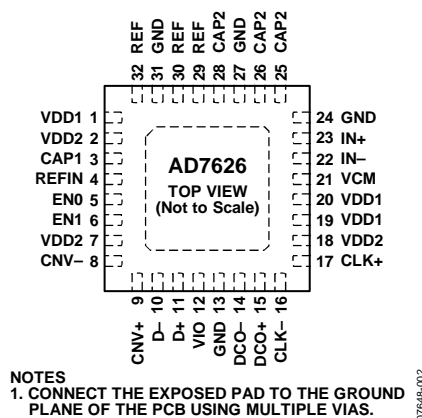 32 REF
31 GND
30 REF
29 REF
28 CAP2
27 GND
26 CAP2
25 CAP2
VDD1 1
VDD2 2
CAP1 3
REFIN 4
EN0 5
EN1 6
VDD2 7
CNV– 8
AD7626
TOP VIEW
(Not to Scale)
24 GND
23 IN+
22 IN–
21 VCM
20 VDD1
19 VDD1
18 VDD2
17 CLK+
CNV+ 9
D– 10
D+ 11
VIO 12
GND 13
DCO– 14
DCO+ 15
CLK– 16
NOTES
1. CONNECT THE EXPOSED PAD TO THE GROUND
PLANE OF THE PCB USING MULTIPLE VIAS.
07648-002